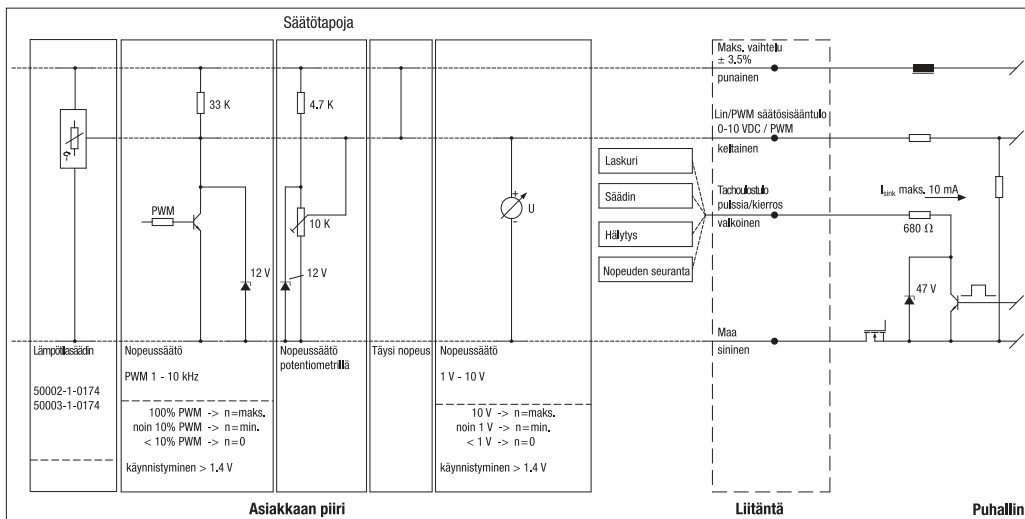 Säätötapoja
33 K
PWM
12 V
4.7 K
10 K
12 V
+
U
-
Lämpötilasäädin
50002-1-0174
50003-1-0174
Nopeussäätö
PWM 1 - 10 kHz
100% PWM -> n=maks.
noin 10% PWM -> n=min.
< 10% PWM -> n=0
käynnistyminen > 1.4 V
Nopeussäätö
potentiometrillä
Täysi nopeus
Nopeussäätö
1 V - 10 V
10 V -> n=maks.
noin 1 V -> n=min.
< 1 V -> n=0
käynnistyminen > 1.4 V
Asiakkaan piiri
Laskuri
Säädin
Hälytys
Nopeuden seuranta
Maks. vaihtelu
± 3.5%
punainen
Lin/PWM säätösisääntulo
0-10 VDC / PWM
keltainen
Tachoulostulo
pulssia/kierros
valkoinen
Maa
sininen
Liitäntä
Isink maks. 10 mA
680 Ω
47 V
Puhallin